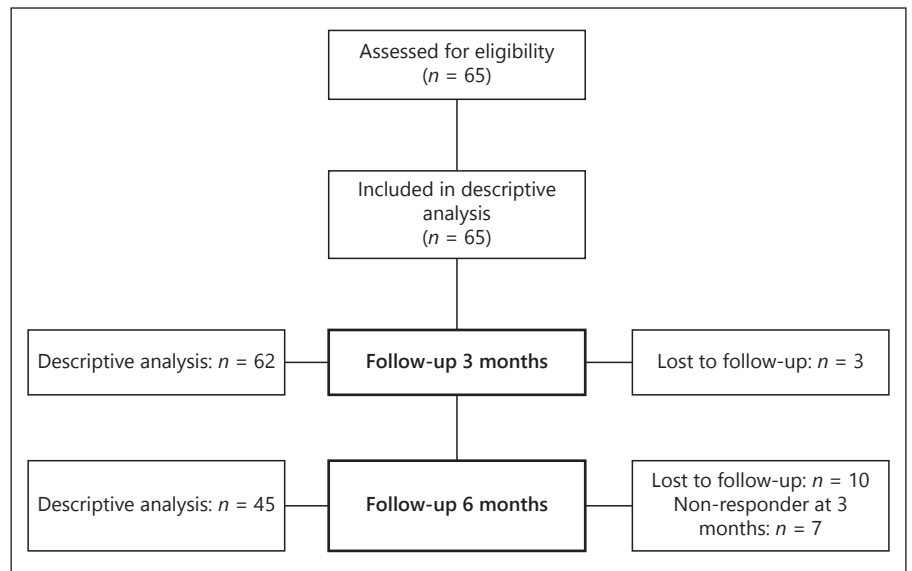 Assessed for eligibility
(n = 65)
Included in descriptive
analysis
(n = 65)
Descriptive analysis: n = 62
Follow-up 3 months
Lost to follow-up: n = 3
Descriptive analysis: n = 45
Follow-up 6 months
Lost to follow-up: n = 10
Non-responder at 3
months: n = 7